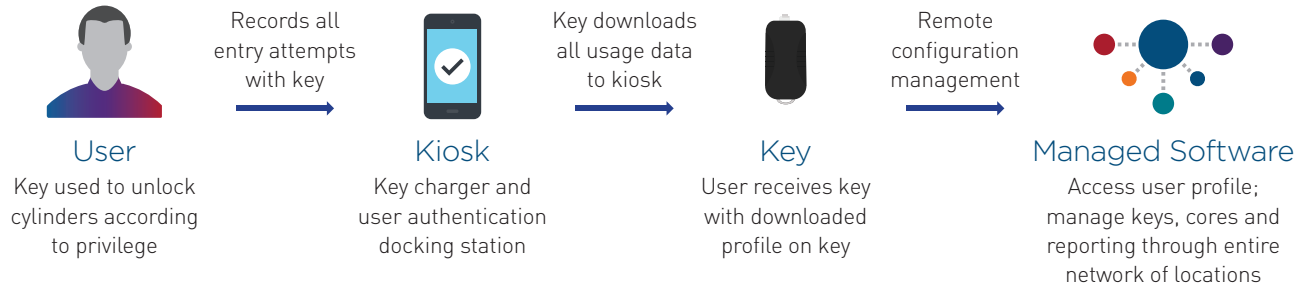 Records all
entry attempts
with key
Key downloads
all usage data
to kiosk
Remote
configuration
management
User
Key used to unlock
cylinders according
to privilege
Kiosk
Key charger and
user authentication
docking station
Key
User receives key
with downloaded
profile on key
Managed Software
Access user profile;
manage keys, cores and
reporting through entire
network of locations